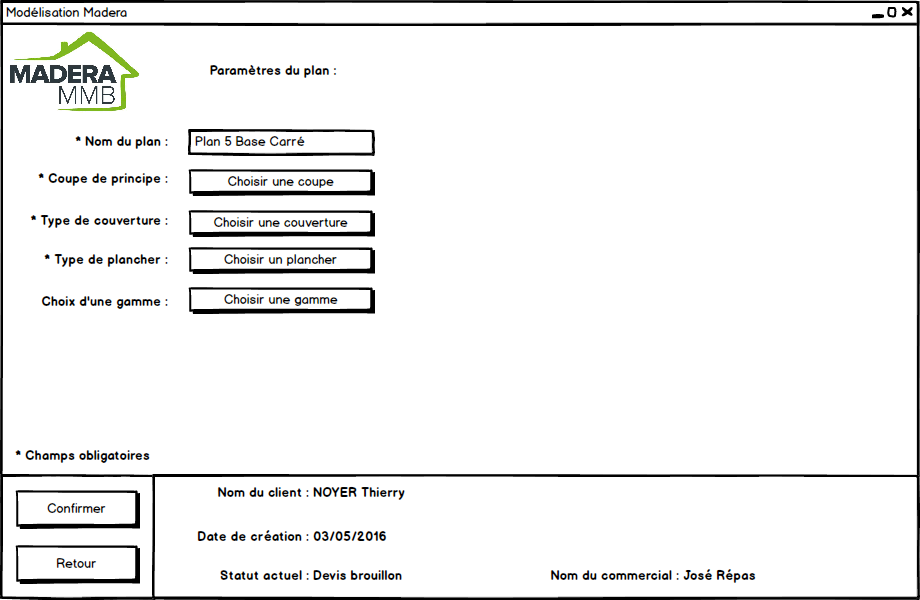 Modélisation Madera
MADERA
MMB
Paramètres du plan :
* Nom du plan : Plan 5 Base Carré
* Coupe de principe : Choisir une coupe
* Type de couverture : Choisir une couverture
* Type de plancher : Choisir un plancher
Choix d'une gamme : Choisir une gamme
* Champs obligatoires
Confirmer
Retour
Nom du client : NOYER Thierry
Date de création : 03/05/2016
Statut actuel : Devis brouillon
Nom du commercial : José Répas